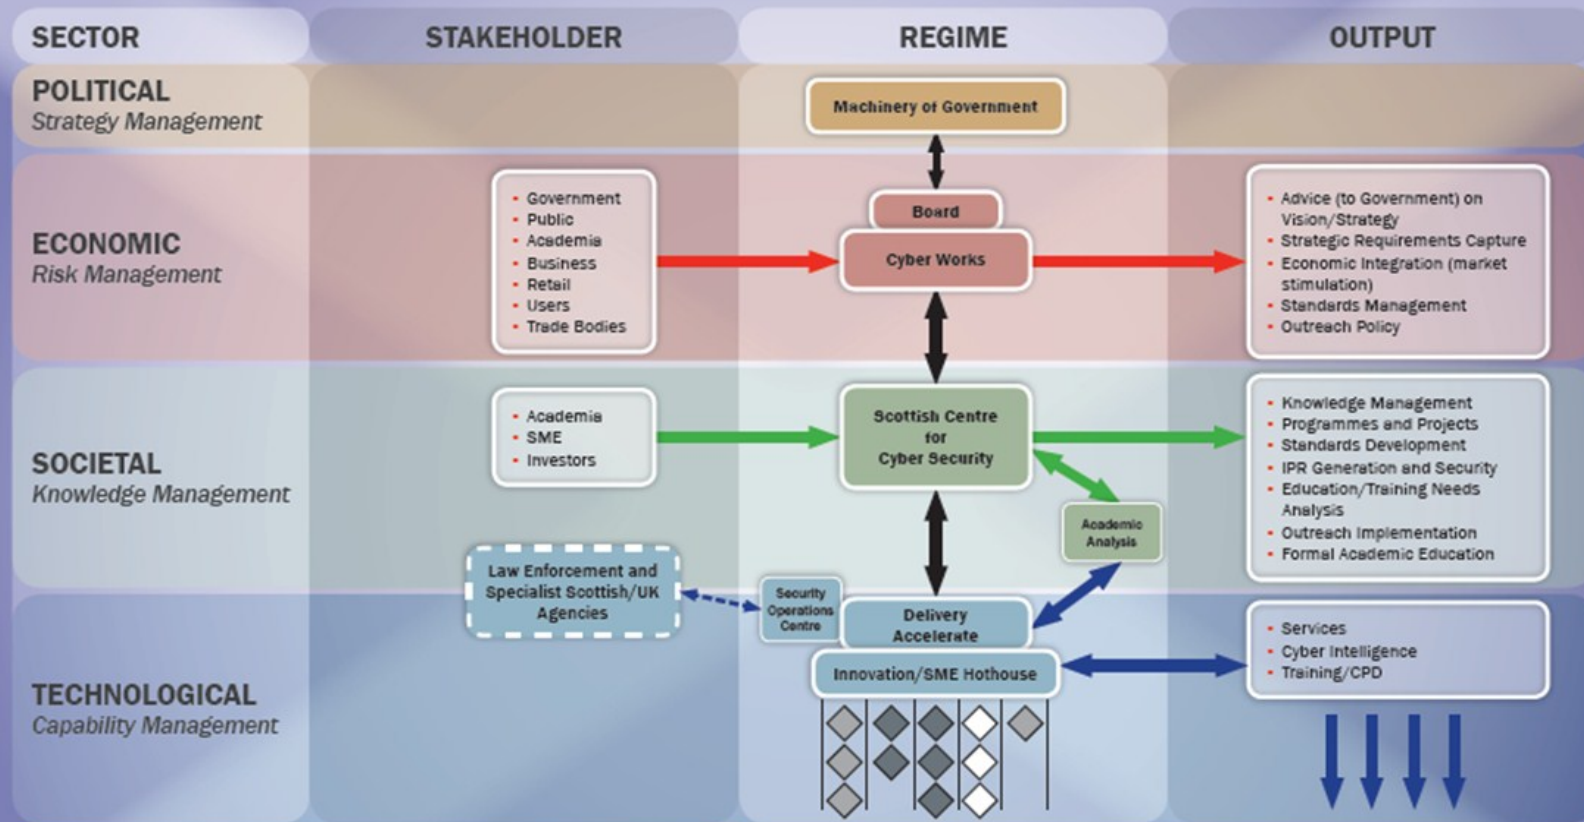 SECTOR
STAKEHOLDER
REGIME
OUTPUT
POLITICAL
Strategy Management
Machinery of Government
ECONOMIC
Risk Management
Government
Public
Academia
Business
Retail
Users
Trade Bodies
Board
Cyber Works
Advice (to Government) on
Vision/Strategy
Strategic Requirements Capture
Economic Integration (market
stimulation)
Standards Management
Outreach Policy
SOCIETAL
Knowledge Management
Academia
SME
Investors
Scottish Centre
for
Cyber Security
Academic
Analysis
Knowledge Management
Programmes and Projects
Standards Development
IPR Generation and Security
Education/Training Needs
Analysis
Outreach Implementation
Formal Academic Education
Law Enforcement and
Specialist Scottish/UK
Agencies
Security
Operations
Centre
Delivery
Accelerate
Innovation/SME Hothouse
TECHNOLOGICAL
Capability Management
Services
Cyber Intelligence
Training/CPD